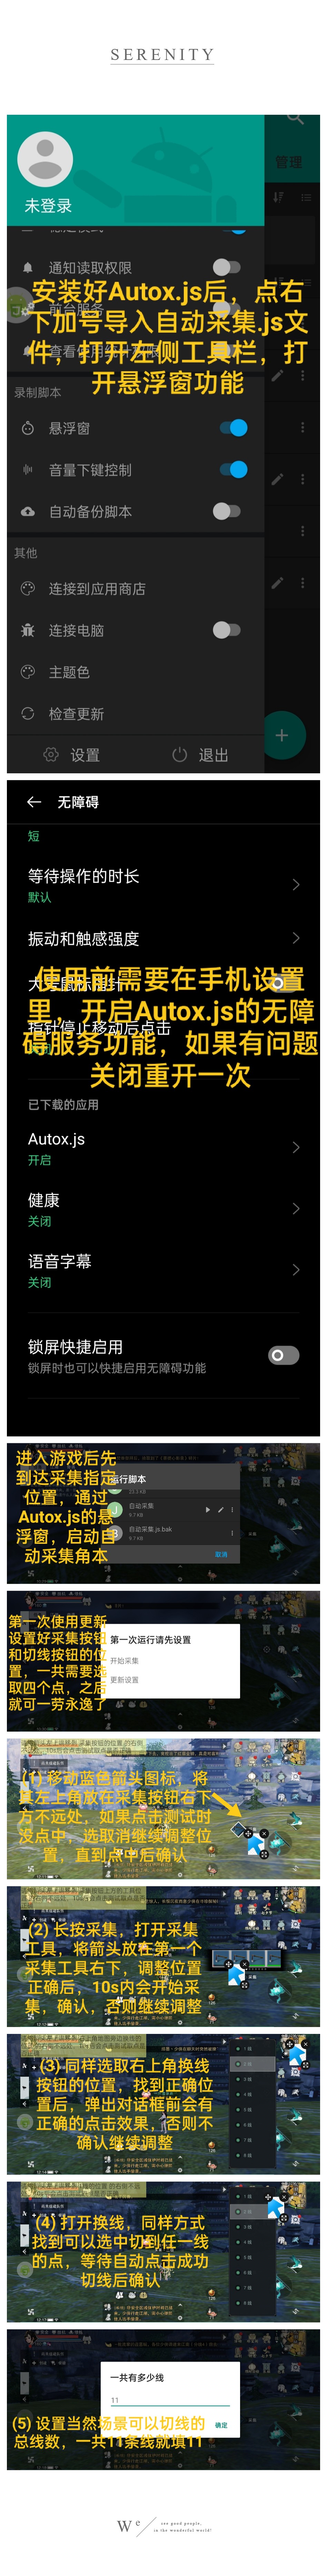 SERENITY
管理
未登录
通知读取权限
前台服务
安装好Autox.js后，点右
下加号导入自动采集.js文
件，打开左侧工具栏，打
开悬浮窗功能
录制脚本
悬浮窗
音量下键控制
自动备份脚本
其他
连接到应用商店
连接电脑
主题色
检查更新
设置
退出
无障碍
短
等待操作的时长
默认
振动和触感强度
使用前需要在手机设置
里，开启Autox.js的无障
碍服务功能，如果有问题
关闭重开一次
指针停止移动后点击
已下载的应用
Autox.js
开启
健康
关闭
语音字幕
关闭
锁屏快捷启用
锁屏时也可以快捷启用无障碍功能
进入游戏后先
到达采集指定
位置，通过
Autox.js的悬
浮窗，启动自
动采集角本
运行脚本
自动采集
9.7 KB
自动采集.js.bak
9.7 KB
取消
第一次使用更新
设置好采集按钮
和切线按钮的位
置，一共需要选
取四个点，之后
就可一劳永逸了
第一次运行请先设置
开始采集
更新设置
(1) 移动蓝色箭头图标，将
其左上角放在采集按钮右下
方不远处，如果点击测试时
没点中，选取消继续调整位
置，直到点中后确认
(2) 长按采集，打开采集
工具，将箭头放在第一个
采集工具右下，调整位置
正确后，10s内会开始采
集，确认，否则继续调整
(3) 同样选取右上角换线
按钮的位置，找到正确位
置后，弹出对话框前会有
正确的点击效果，否则不
确认继续调整
(4) 打开换线，同样方式
找到可以选中切到任一线
的点，等待自动点击成功
切线后确认
一共有多少线
11
确定
(5) 设置当然场景可以切线的
总线数，一共11条线就填11
We
are good people,
in the wonderful world!